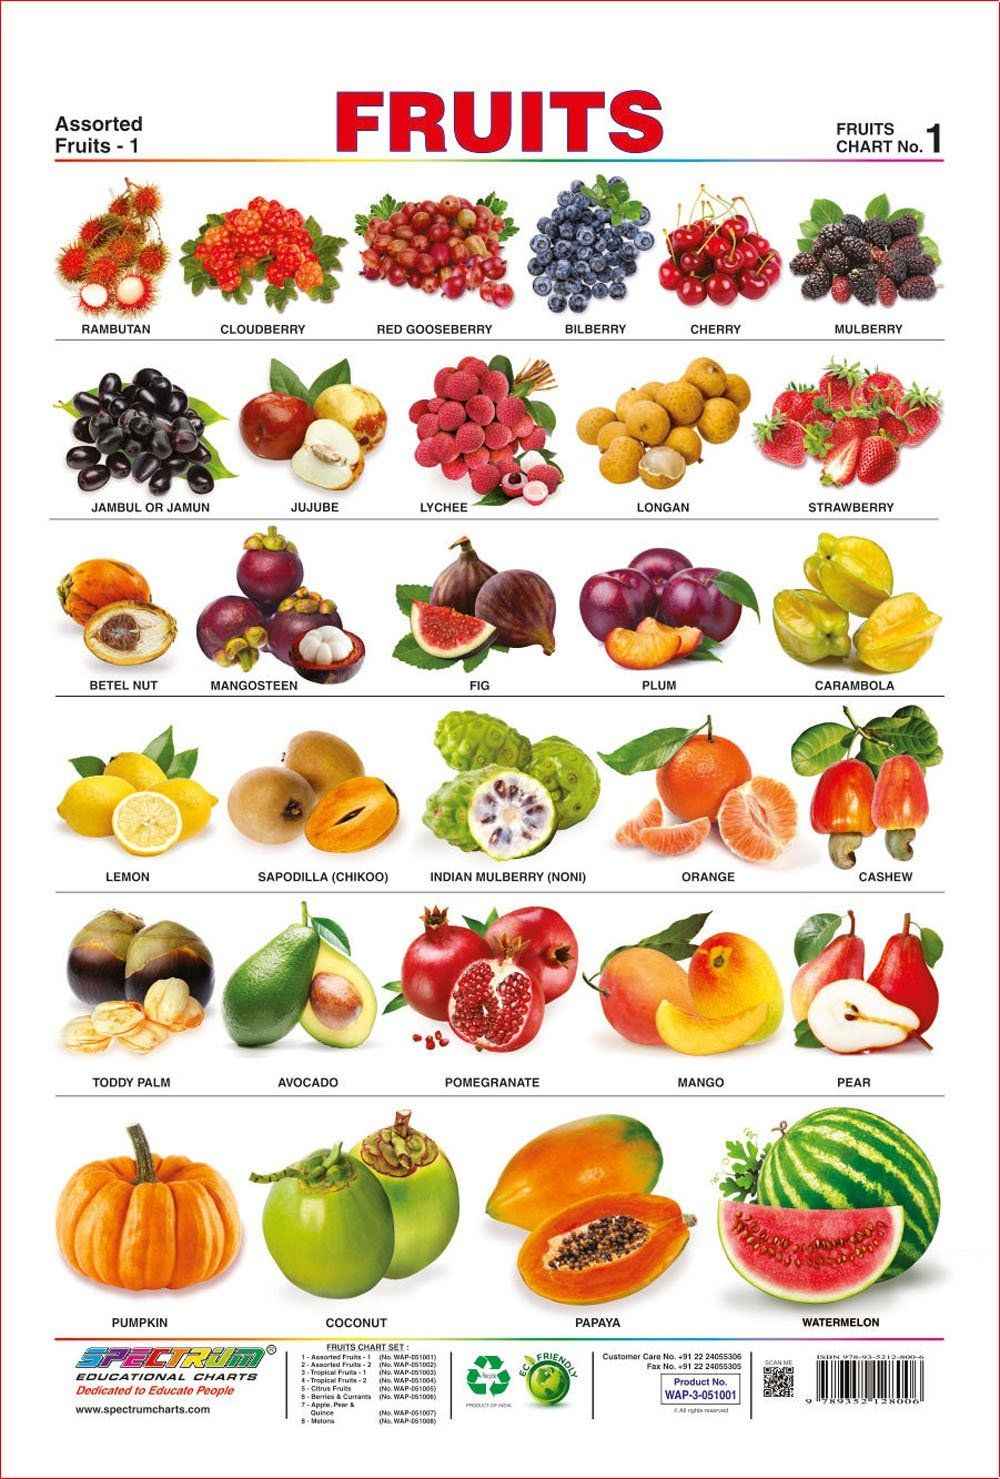 Assorted
Fruits - 1
FRUITS
FRUITS
CHART No. 1
RAMBUTAN
CLOUDBERRY
RED GOOSEBERRY
BILBERRY
CHERRY
MULBERRY
JAMBUL OR JAMUN
JUJUBE
LYCHEE
LONGAN
STRAWBERRY
BETEL NUT
MANGOSTEEN
FIG
PLUM
CARAMBOLA
LEMON
SAPODILLA (CHIKOO)
INDIAN MULBERRY (NONI)
ORANGE
CASHEW
TODDY PALM
AVOCADO
POMEGRANATE
MANGO
PEAR
PUMPKIN
COCONUT
PAPAYA
WATERMELON
SPECTRUM®
EDUCATIONAL CHARTS
Dedicated to Educate People
www.spectrumcharts.com
FRUITS CHART SET :
1 - Assorted Fruits - 1 (No. WAP-051001)
2 - Assorted Fruits - 2 (No. WAP-051002)
3 - Tropical Fruits - 1 (No. WAP-051003)
4 - Tropical Fruits - 2 (No. WAP-051004)
5 - Citrus Fruits (No. WAP-051005)
6 - Berries & Currants (No. WAP-051006)
7 - Apple, Pear &
Quince (No. WAP-051007)
8 - Melons (No. WAP-051008)
Recycle
PRODUCT OF INDIA
ECO FRIENDLY
Customer Care No. +91 22 24055306
Fax No. +91 22 24055305
Product No.
WAP-3-051001
© All rights reserved
SCAN ME
ISBN 978-93-5212-800-6
9 789352 128006